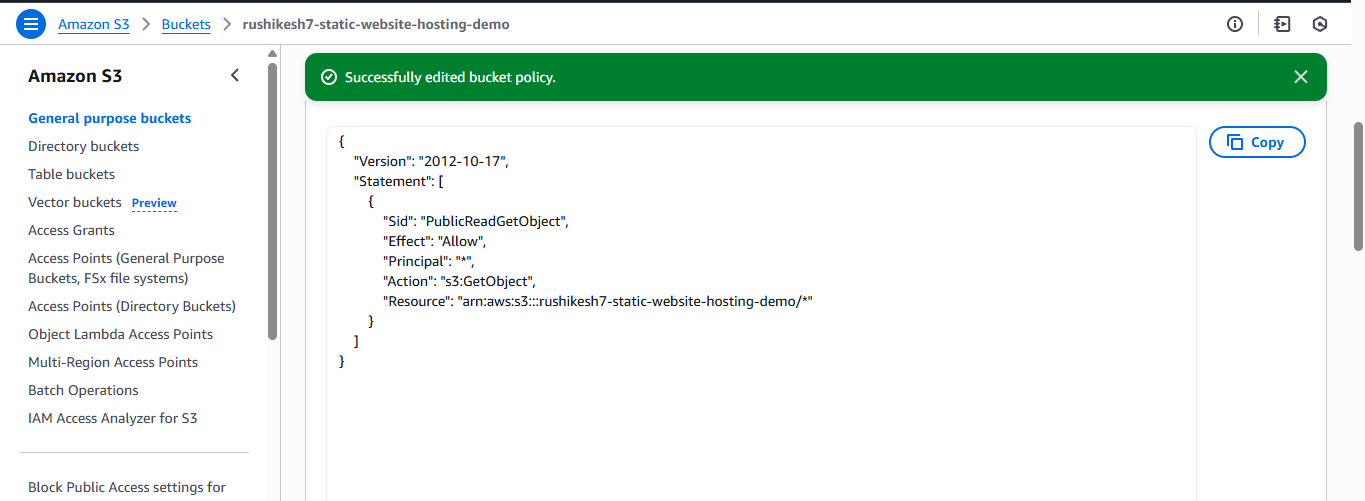 Amazon S3 > Buckets > rushikesh7-static-website-hosting-demo
Amazon S3
General purpose buckets
Directory buckets
Table buckets
Vector buckets Preview
Access Grants
Access Points (General Purpose
Buckets, FSx file systems)
Access Points (Directory Buckets)
Object Lambda Access Points
Multi-Region Access Points
Batch Operations
IAM Access Analyzer for S3
Block Public Access settings for
Successfully edited bucket policy.
Copy
{
"Version": "2012-10-17",
"Statement": [
{
"Sid": "PublicReadGetObject",
"Effect": "Allow",
"Principal": "*",
"Action": "s3:GetObject",
"Resource": "arn:aws:s3:::rushikesh7-static-website-hosting-demo/*"
}
]
}